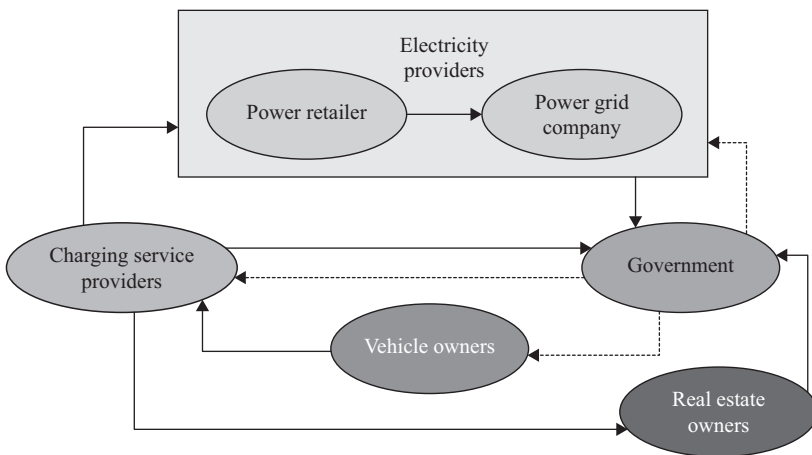 Electricity
providers
Power retailer
Power grid
company
Charging service
providers
Government
Vehicle owners
Real estate
owners